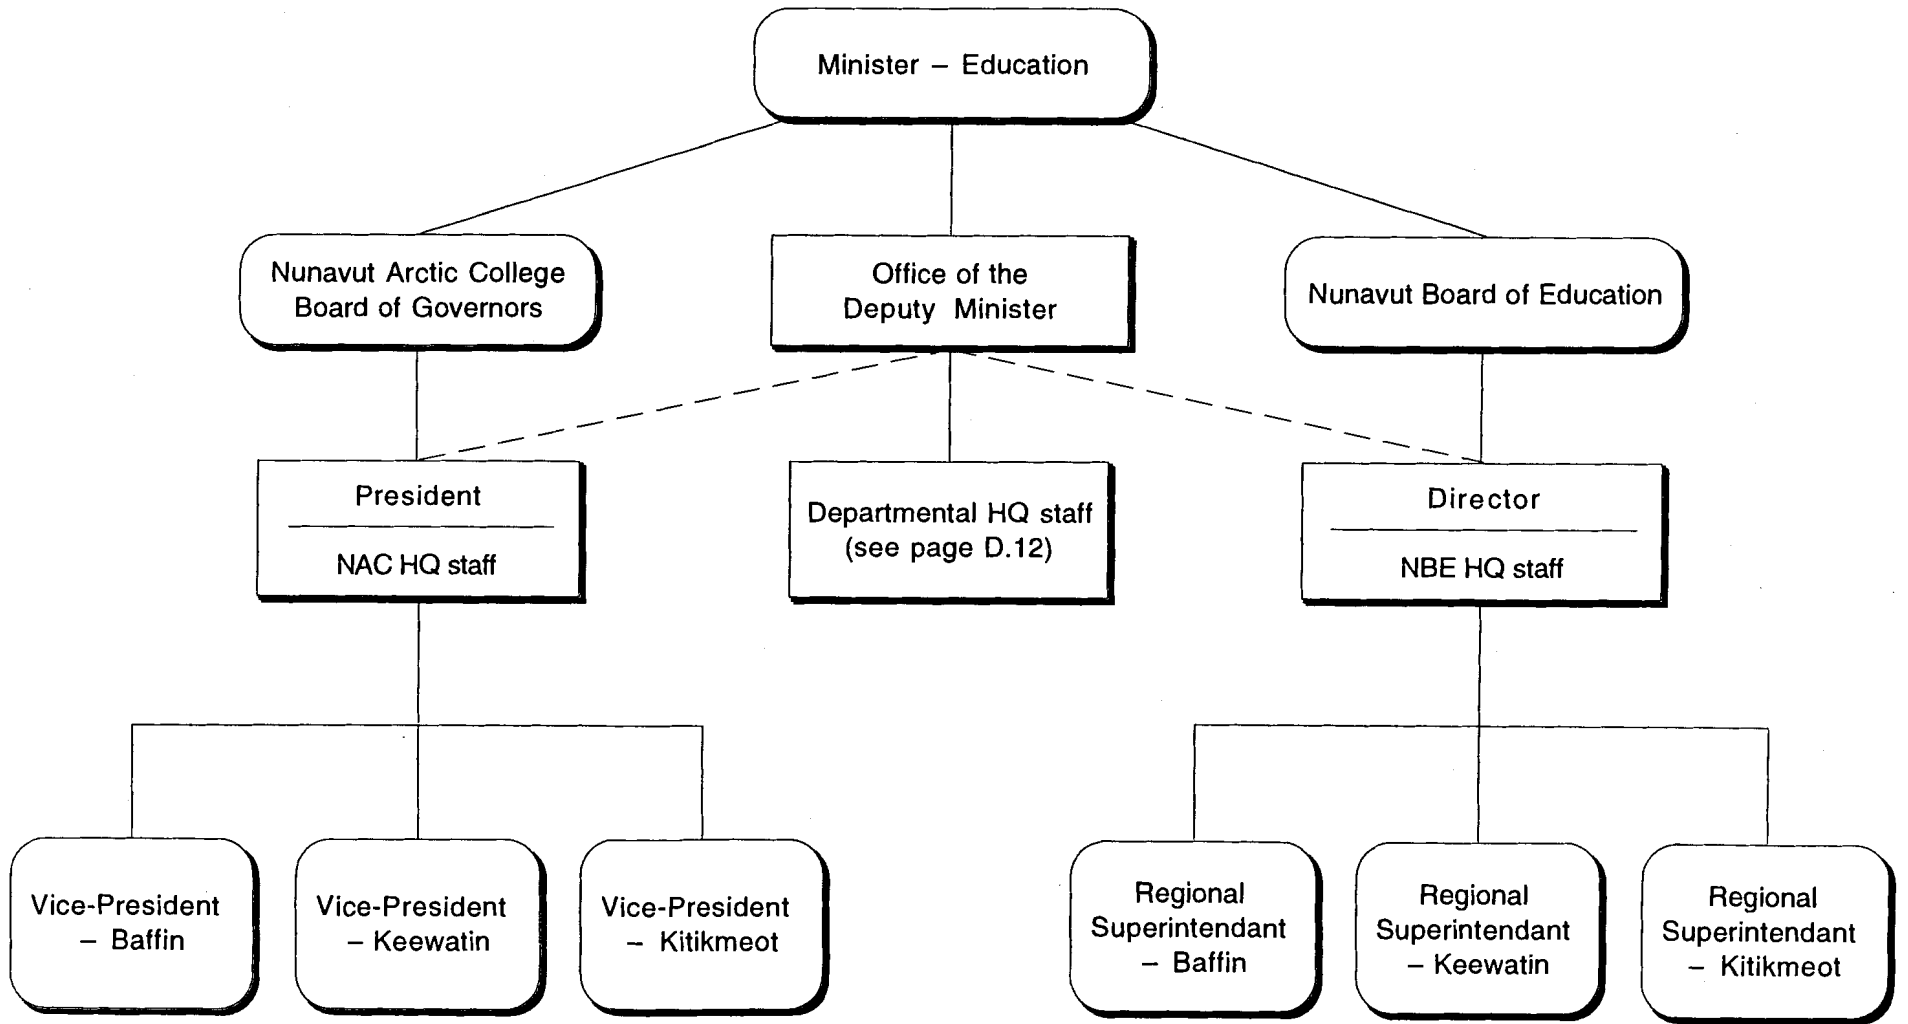 Minister – Education
Nunavut Arctic College
Board of Governors
Office of the
Deputy Minister
Nunavut Board of Education
President
NAC HQ staff
Departmental HQ staff
(see page D.12)
Director
NBE HQ staff
Vice-President
– Baffin
Vice-President
– Keewatin
Vice-President
– Kitikmeot
Regional
Superintendant
– Baffin
Regional
Superintendant
– Keewatin
Regional
Superintendant
– Kitikmeot